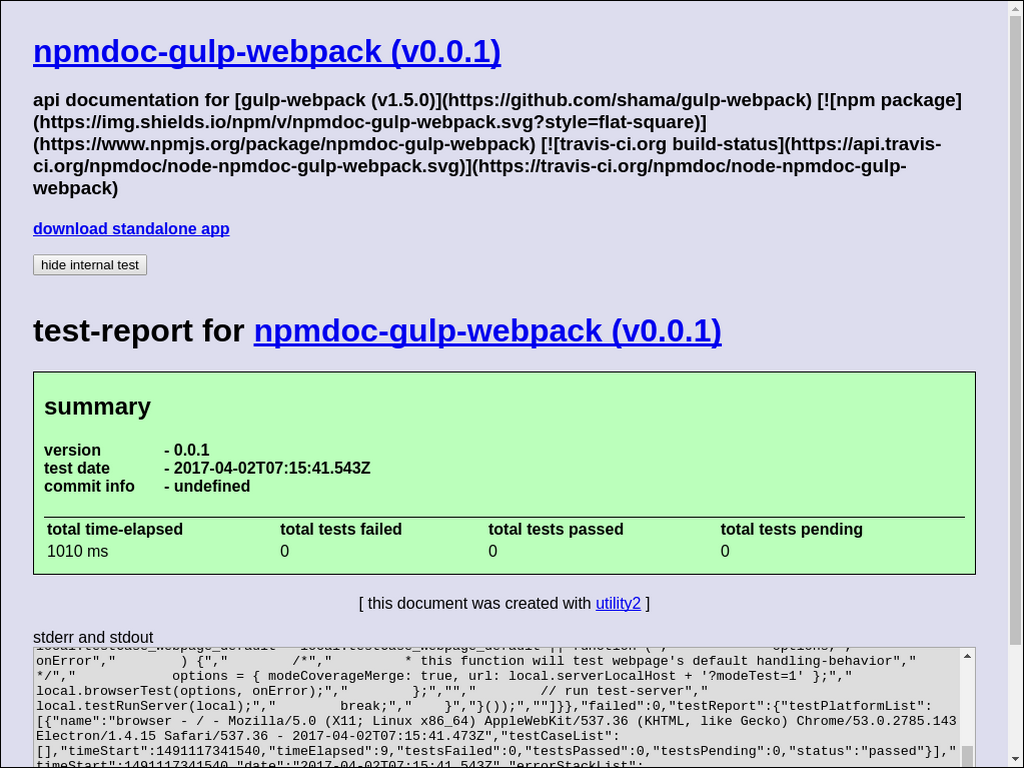 npmdoc-gulp-webpack (v0.0.1)
api documentation for [gulp-webpack (v1.5.0)](https://github.com/shama/gulp-webpack) [![npm package]
(https://img.shields.io/npm/v/npmdoc-gulp-webpack.svg?style=flat-square)]
(https://www.npmjs.org/package/npmdoc-gulp-webpack) [![travis-ci.org build-status](https://api.travis-
ci.org/npmdoc/node-npmdoc-gulp-webpack.svg)](https://travis-ci.org/npmdoc/node-npmdoc-gulp-
webpack)
download standalone app
hide internal test
test-report for npmdoc-gulp-webpack (v0.0.1)
summary
version - 0.0.1
test date - 2017-04-02T07:15:41.543Z
commit info - undefined
total time-elapsed total tests failed total tests passed total tests pending
1010 ms 0 0 0
[ this document was created with utility2 ]
stderr and stdout
onError","        ) {","        /*","         * this function will test webpage's default handling-behavior","
*/","            options = { modeCoverageMerge: true, url: local.serverLocalHost + '?modeTest=1' };","
local.browserTest(options, onError);","        };","","        // run test-server","
local.testRunServer(local);","        break;","    }","}());",""]}},"failed":0,"testReport":{"testPlatformList":
[{"name":"browser - / - Mozilla/5.0 (X11; Linux x86_64) AppleWebKit/537.36 (KHTML, like Gecko) Chrome/53.0.2785.143
Electron/1.4.15 Safari/537.36 - 2017-04-02T07:15:41.473Z","testCaseList":
[],"timeStart":1491117341540,"timeElapsed":9,"testsFailed":0,"testsPassed":0,"testsPending":0,"status":"passed"}],"
timeStart":1491117341540,"date":"2017-04-02T07:15:41.543Z","errorStackList":